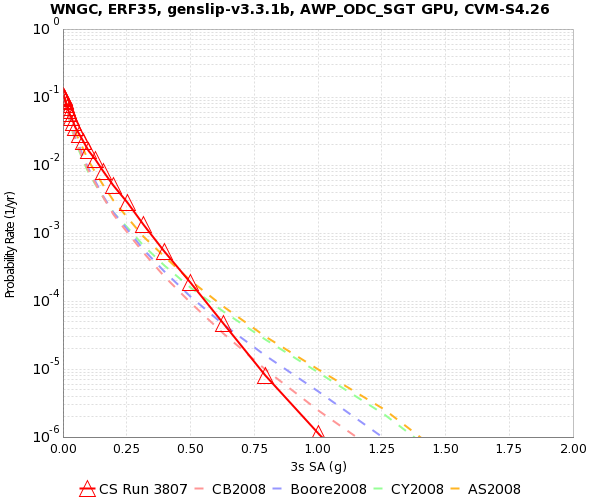 WNGC, ERF35, genslip-v3.3.1b, AWP_ODC_SGT GPU, CVM-S4.26
Probability Rate (1/yr)
10^0
10^-1
10^-2
10^-3
10^-4
10^-5
10^-6
0.00 0.25 0.50 0.75 1.00 1.25 1.50 1.75 2.00
3s SA (g)
CS Run 3807 CB2008 Boore2008 CY2008 AS2008